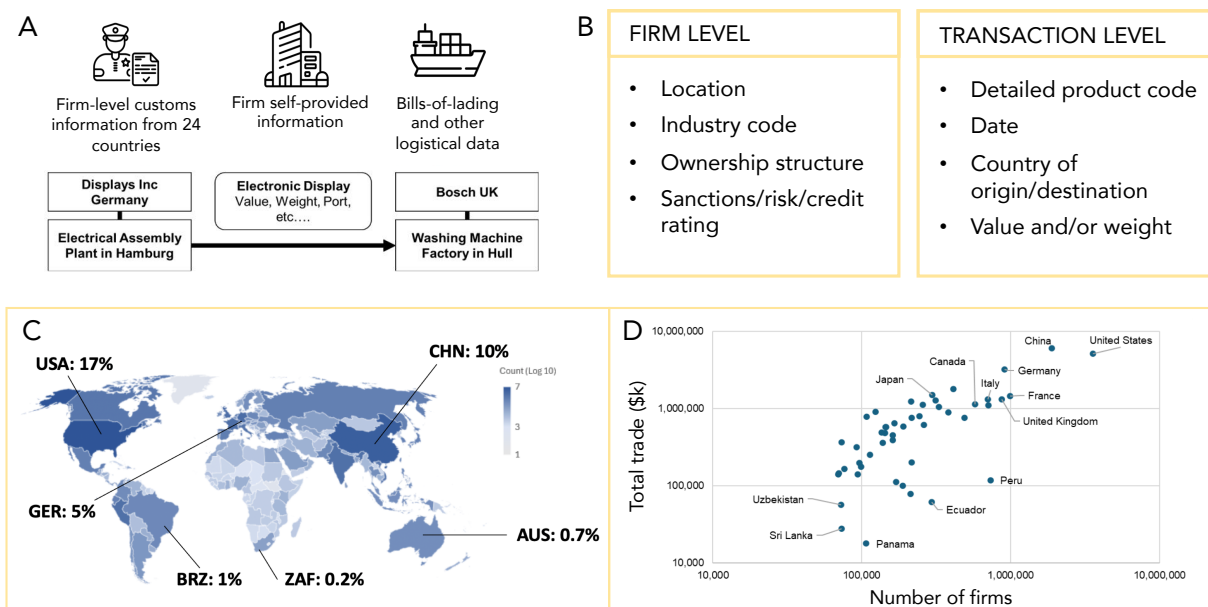 A
Firm-level customs
information from 24
countries
Firm self-provided
information
Bills-of-lading
and other
logistical data
Displays Inc
Germany
Electrical Assembly
Plant in Hamburg
Electronic Display
Value, Weight, Port,
etc....
Bosch UK
Washing Machine
Factory in Hull
B
FIRM LEVEL
• Location
• Industry code
• Ownership structure
• Sanctions/risk/credit
rating
TRANSACTION LEVEL
• Detailed product code
• Date
• Country of
origin/destination
• Value and/or weight
C
USA: 17%
CHN: 10%
Count (Log 10)
7
5
3
1
GER: 5%
AUS: 0.7%
BRZ: 1%
ZAF: 0.2%
D
Total trade ($k)
10,000,000
1,000,000
100,000
10,000
China
United States
Canada
Germany
Japan
Italy
France
United Kingdom
Peru
Uzbekistan
Ecuador
Sri Lanka
Panama
10,000
100,000
1,000,000
10,000,000
Number of firms